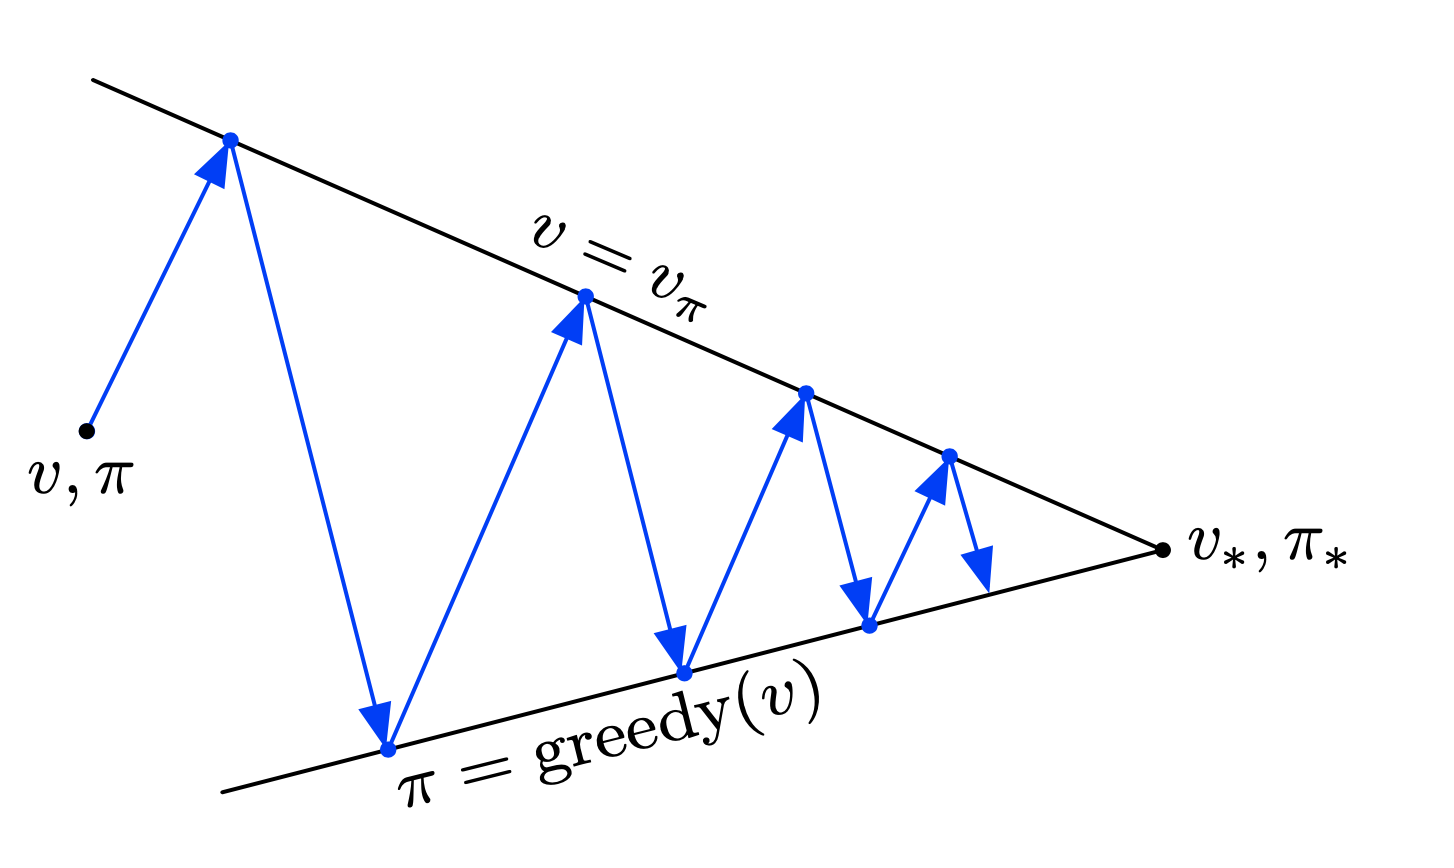 v = v_π
v, π
v_*, π_*
π = greedy(v)